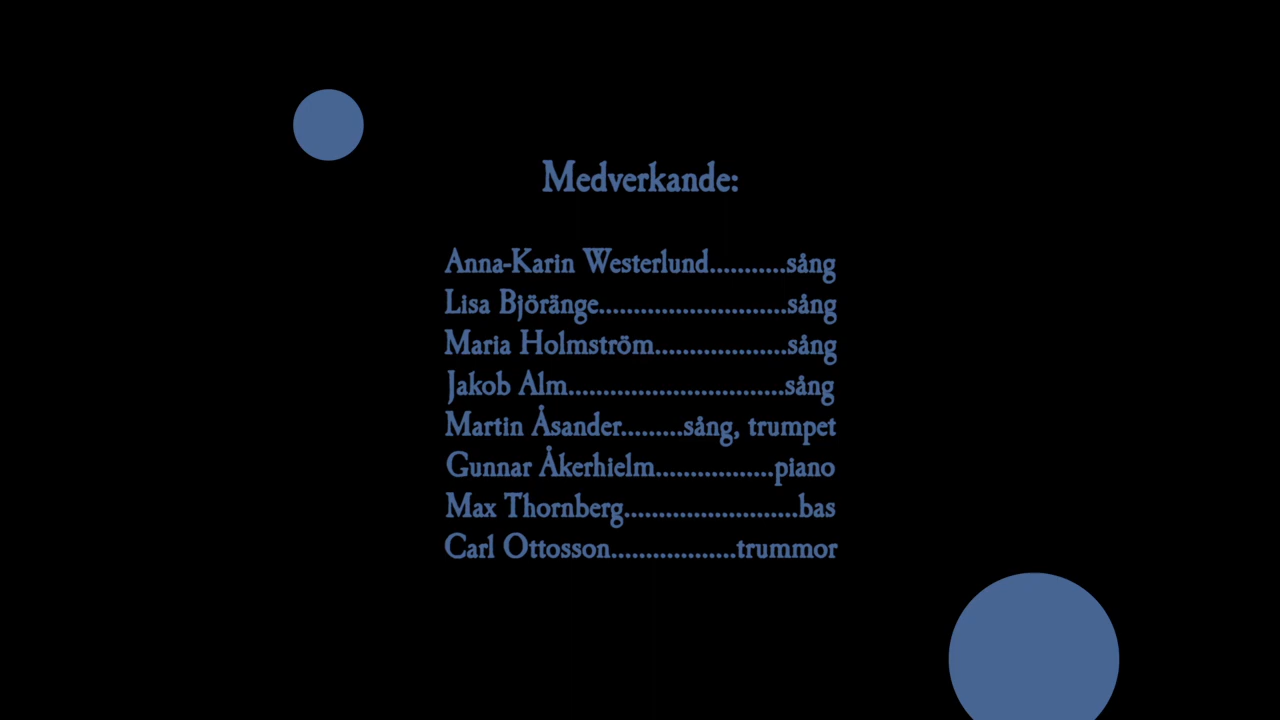 Medverkande:
Anna-Karin Westerlund...........sång
Lisa Björänge...........................sång
Maria Holmström...................sång
Jakob Alm...............................sång
Martin Åsander.........sång, trumpet
Gunnar Åkerhielm.................piano
Max Thornberg.........................bas
Carl Ottosson..................trummor